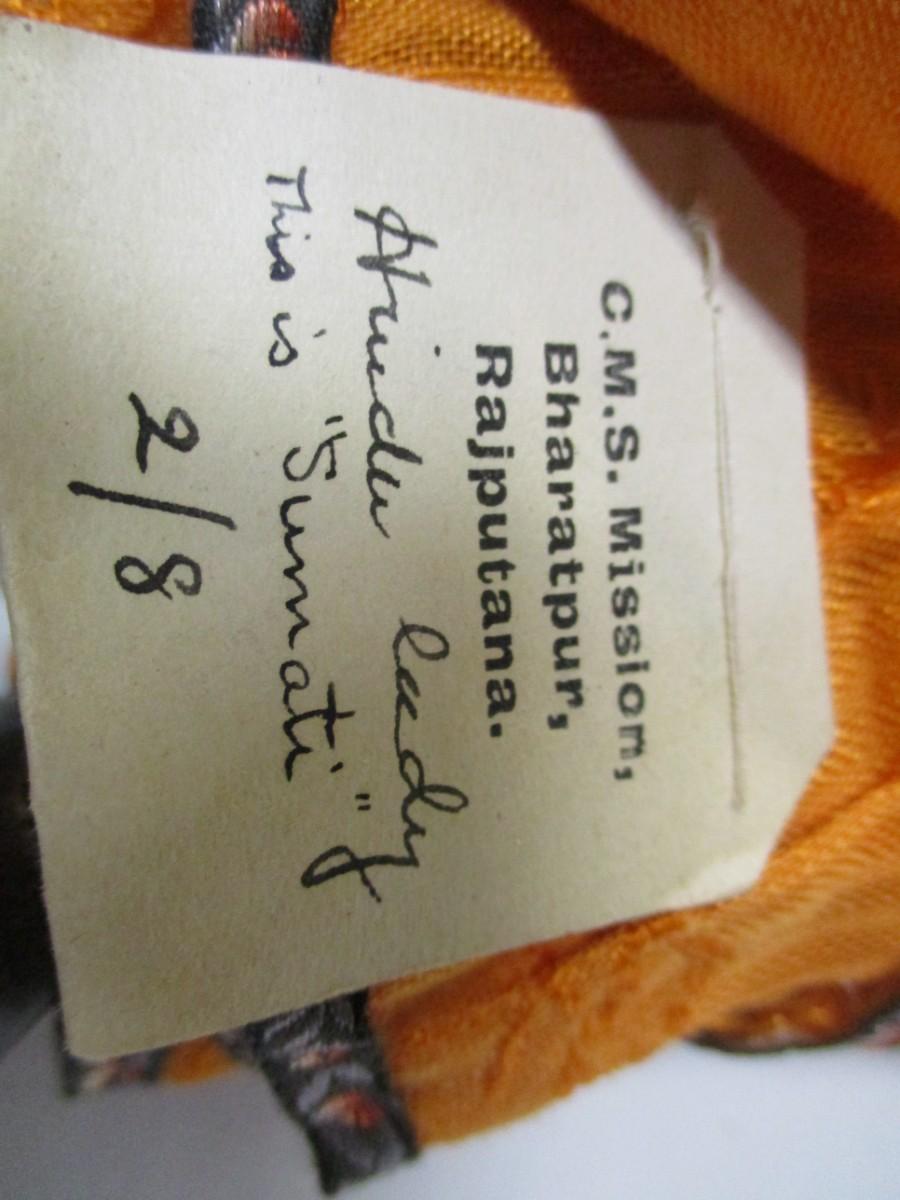 C.M.S. Mission,
Bharatpur,
Rajputana.
Hindu lady
This is "Sumati"
2/8